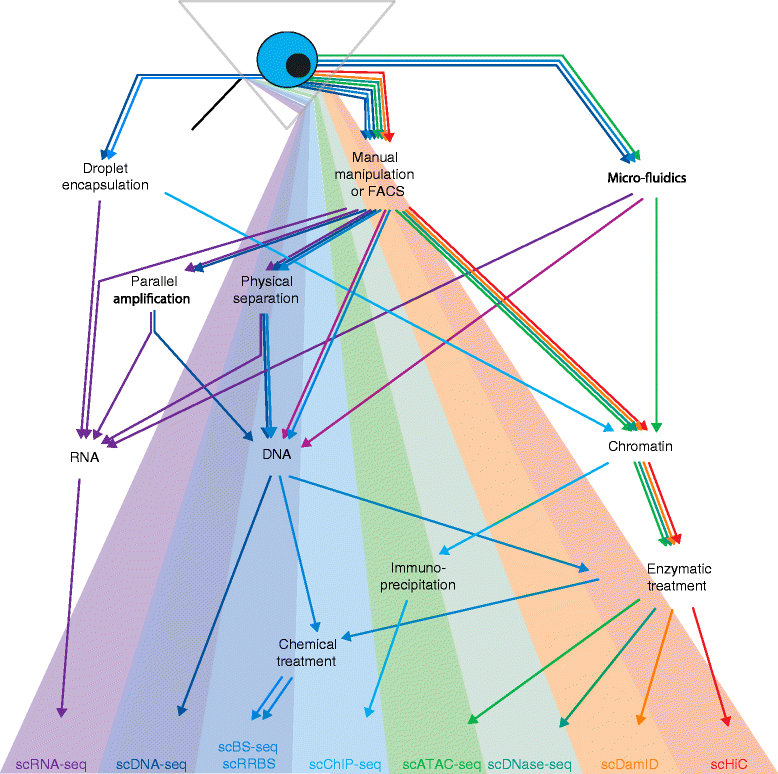 Droplet
encapsulation
Manual
manipulation
or FACS
Micro-fluidics
Parallel
amplification
Physical
separation
RNA
DNA
Chromatin
Immuno-
precipitation
Enzymatic
treatment
Chemical
treatment
scRNA-seq
scDNA-seq
scBS-seq
scRRBS
scChIP-seq
scATAC-seq
scDNase-seq
scDamID
scHiC